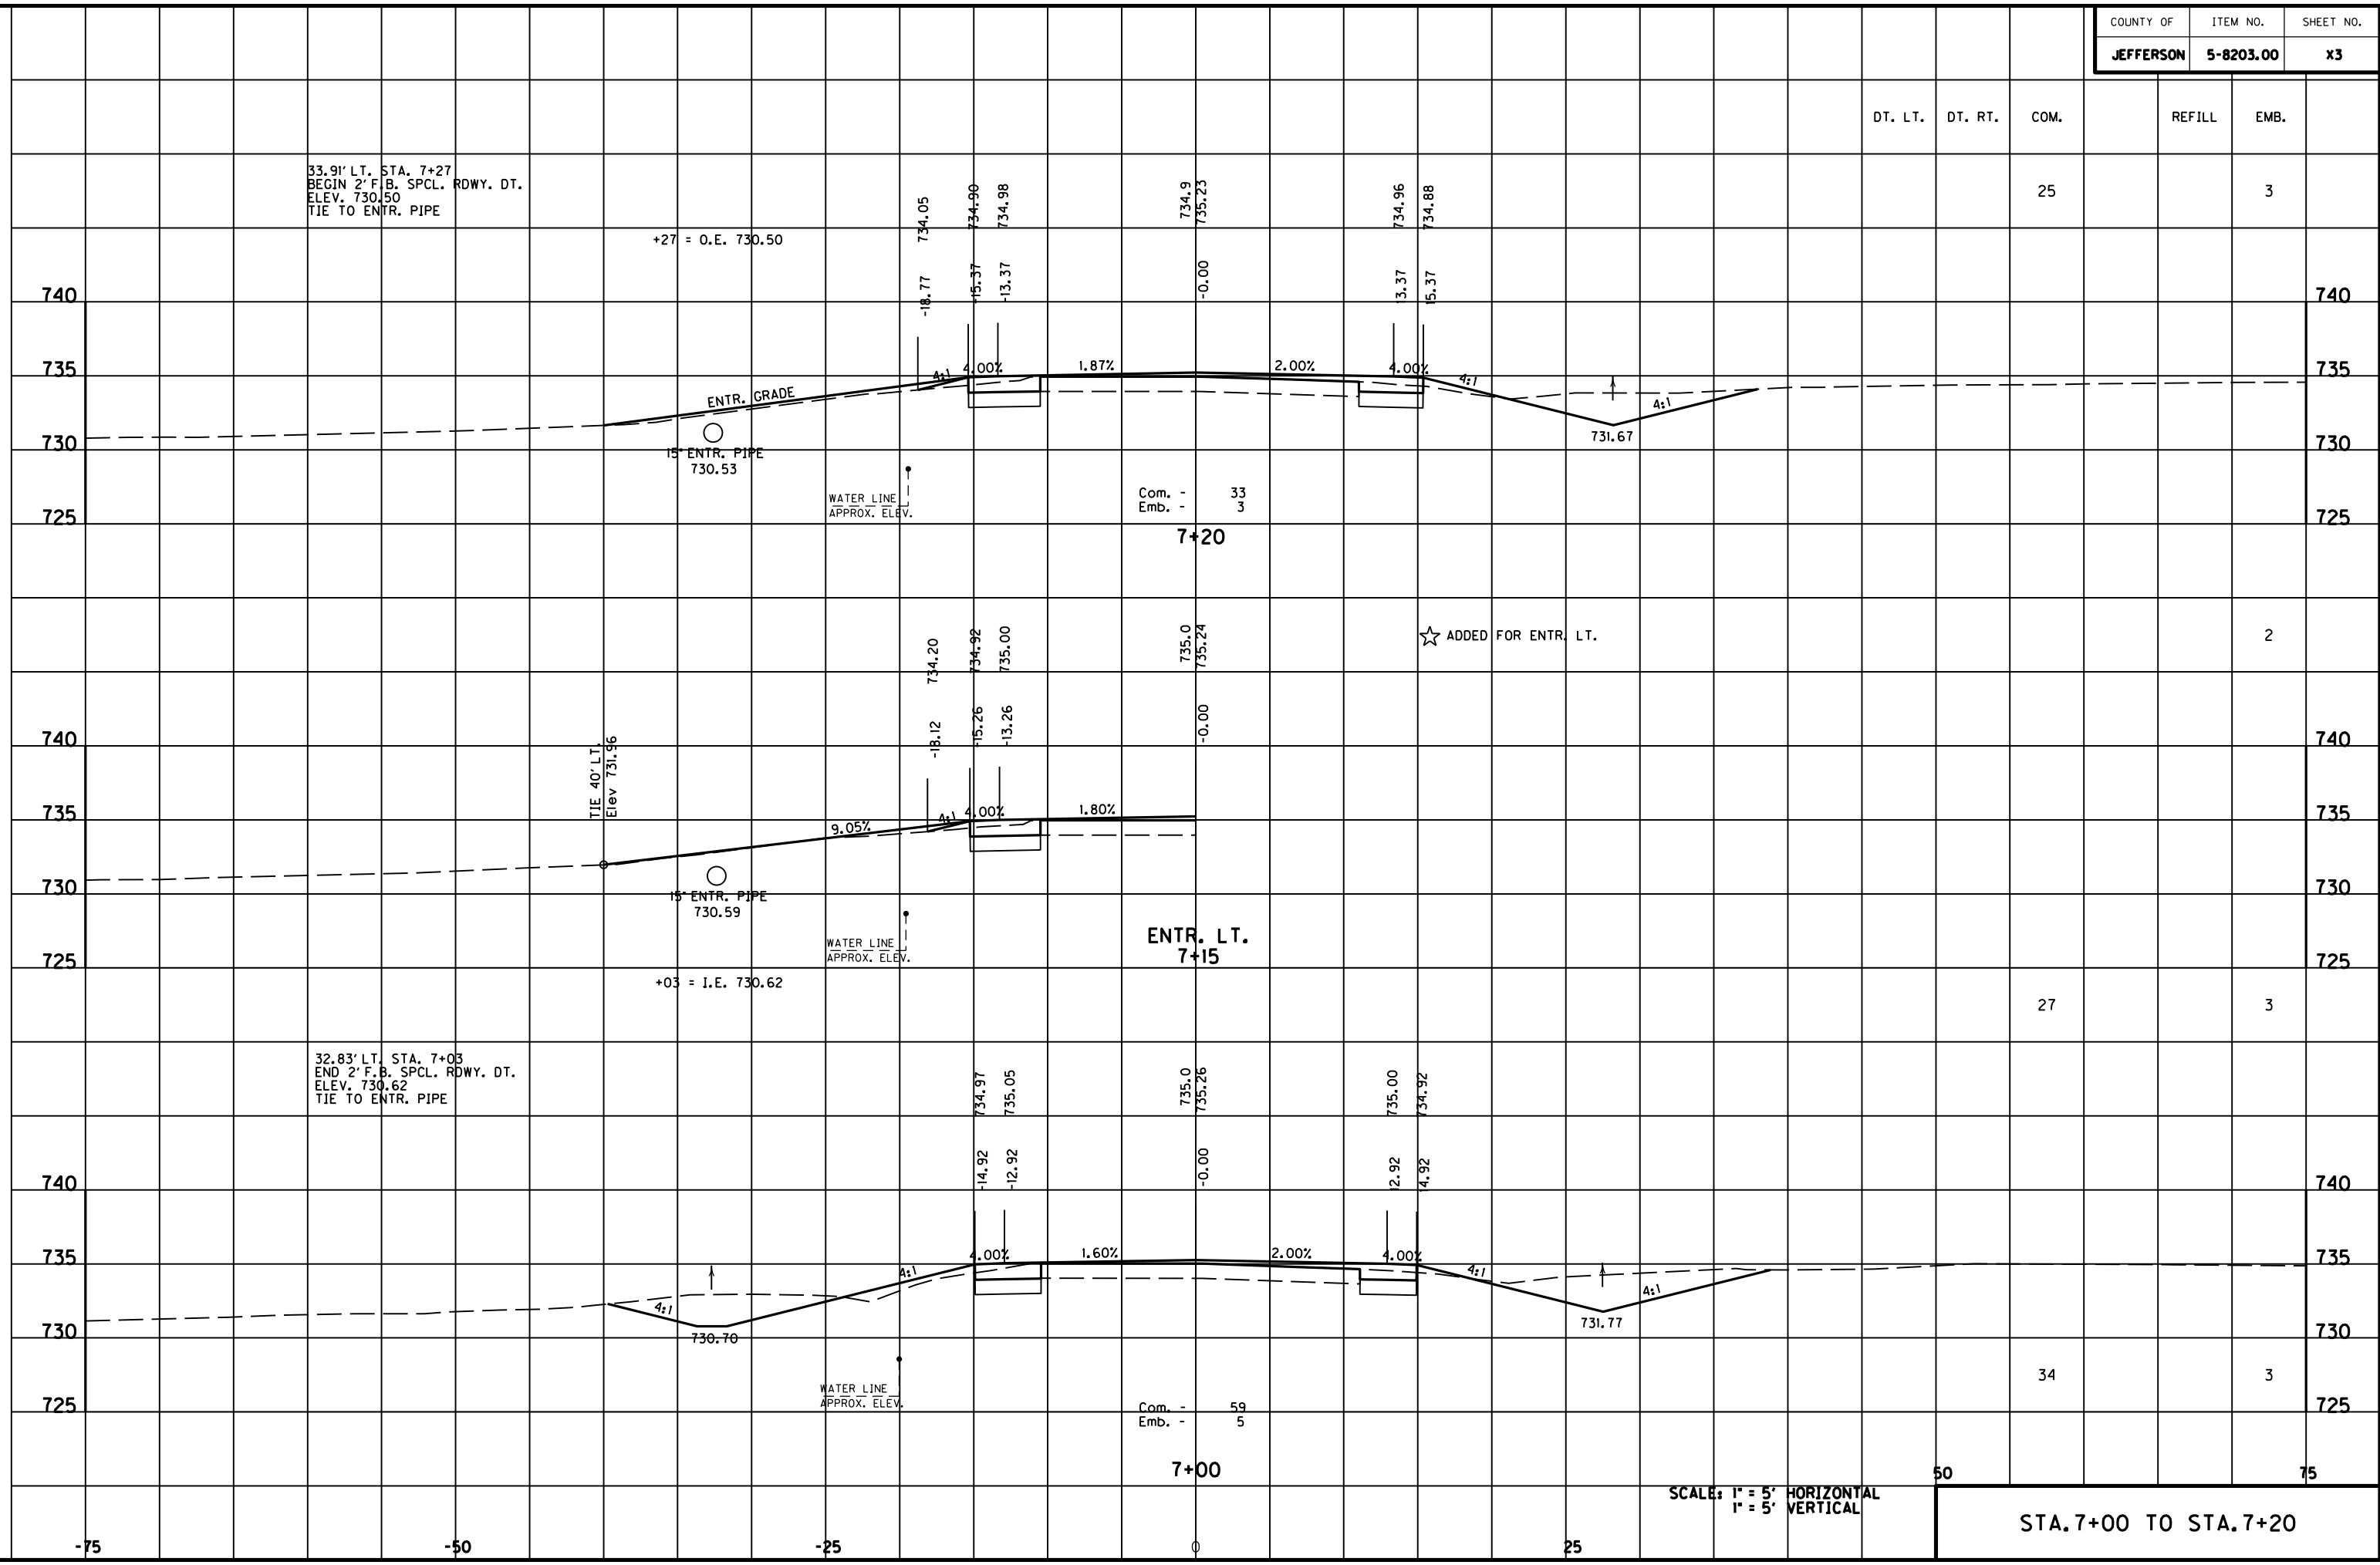 COUNTY OF ITEM NO. SHEET NO.
JEFFERSON 5-8203.00 X3
DT. LT. DT. RT. COM. REFILL EMB.
33.91' LT. STA. 7+27
BEGIN 2' F.B. SPCL. RDWY. DT.
ELEV. 730.50
TIE TO ENTR. PIPE
25 3
734.05 734.90 734.98 734.9 735.23 734.96 734.88
+27 = O.E. 730.50
-18.77 -15.37 -13.37 -0.00 13.37 15.37
740 740
735 4:1 4.00% 1.87% 2.00% 4.00% 4:1 735
ENTR. GRADE 4:1
730 731.67 730
15" ENTR. PIPE
730.53
WATER LINE
APPROX. ELEV.
Com. - 33
Emb. - 3
725 725
7+20
734.20 734.92 735.00 735.0 735.24
☆ ADDED FOR ENTR. LT. 2
-18.12 -15.26 -13.26 -0.00
TIE 40' LT.
Elev 731.96
740 740
735 9.05% 4:1 4.00% 1.80% 735
730 730
15" ENTR. PIPE
730.59
WATER LINE
APPROX. ELEV.
ENTR. LT.
7+15
725 725
+03 = I.E. 730.62
27 3
32.83' LT. STA. 7+03
END 2' F.B. SPCL. RDWY. DT.
ELEV. 730.62
TIE TO ENTR. PIPE
734.97 735.05 735.0 735.26 735.00 734.92
-14.92 -12.92 -0.00 12.92 14.92
740 740
735 4:1 4.00% 1.60% 2.00% 4.00% 4:1 735
4:1 4:1
730 730.70 731.77 730
34 3
WATER LINE
APPROX. ELEV.
Com. - 59
Emb. - 5
725 725
7+00
50 75
SCALE: 1" = 5' HORIZONTAL
1" = 5' VERTICAL
STA.7+00 TO STA.7+20
-75 -50 -25 0 25